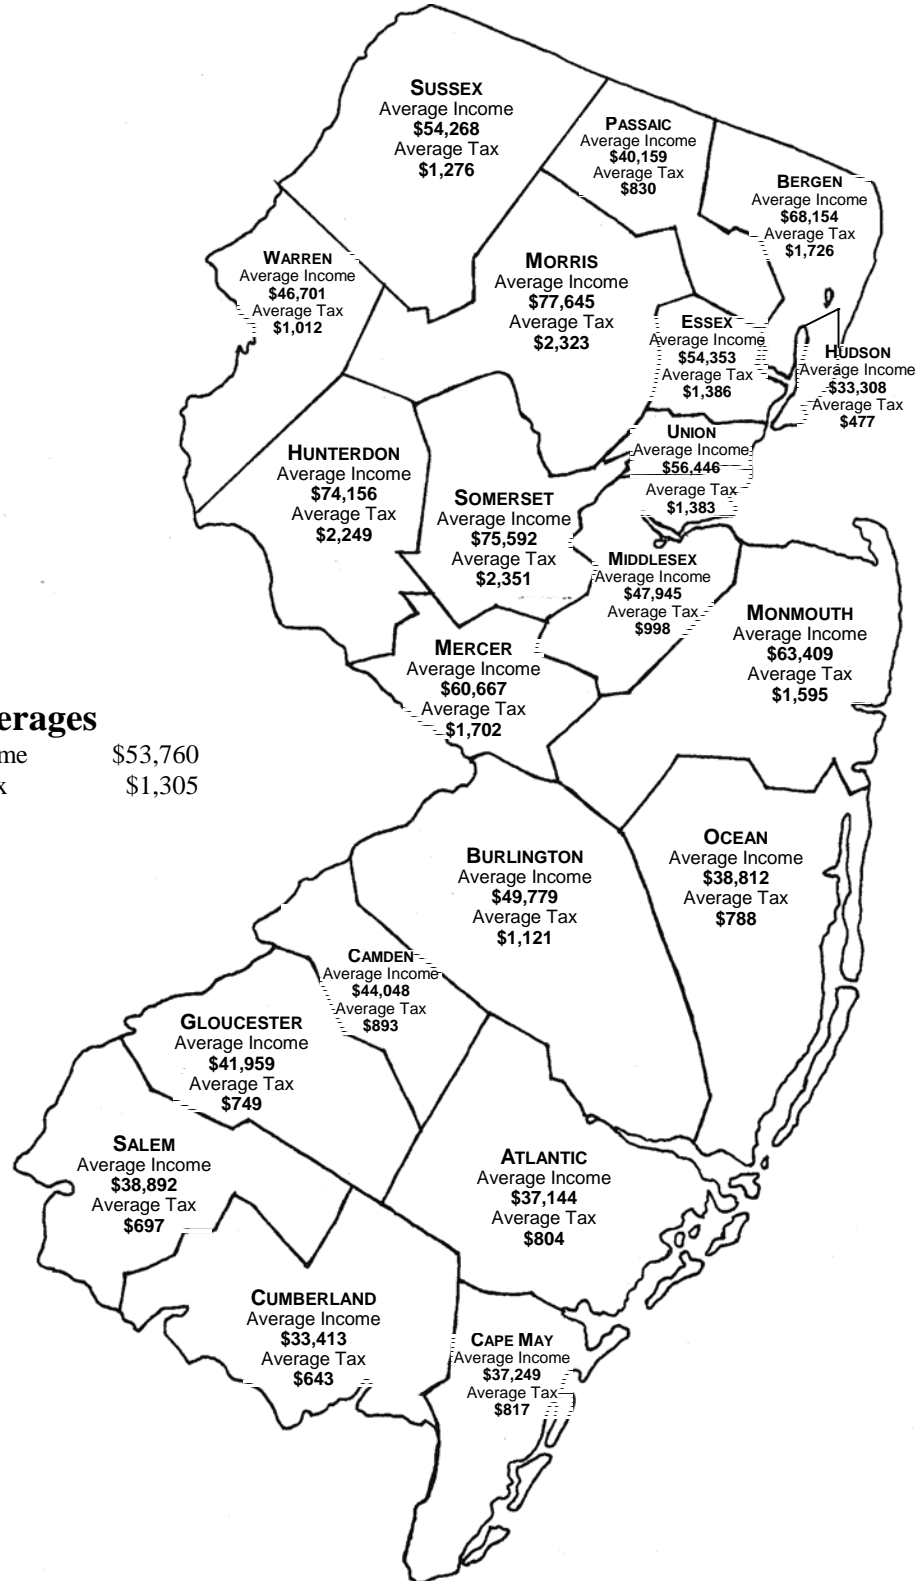 SUSSEX
Average Income
$54,268
Average Tax
$1,276
PASSAIC
Average Income
$40,159
Average Tax
$830
BERGEN
Average Income
$68,154
Average Tax
$1,726
WARREN
Average Income
$46,701
Average Tax
$1,012
MORRIS
Average Income
$77,645
Average Tax
$2,323
ESSEX
Average Income
$54,353
Average Tax
$1,386
HUDSON
Average Income
$33,308
Average Tax
$477
UNION
Average Income
$56,446
Average Tax
$1,383
HUNTERDON
Average Income
$74,156
Average Tax
$2,249
SOMERSET
Average Income
$75,592
Average Tax
$2,351
MIDDLESEX
Average Income
$47,945
Average Tax
$998
MONMOUTH
Average Income
$63,409
Average Tax
$1,595
MERCER
Average Income
$60,667
Average Tax
$1,702
erages
me $53,760
x $1,305
OCEAN
Average Income
$38,812
Average Tax
$788
BURLINGTON
Average Income
$49,779
Average Tax
$1,121
CAMDEN
Average Income
$44,048
Average Tax
$893
GLOUCESTER
Average Income
$41,959
Average Tax
$749
SALEM
Average Income
$38,892
Average Tax
$697
ATLANTIC
Average Income
$37,144
Average Tax
$804
CUMBERLAND
Average Income
$33,413
Average Tax
$643
CAPE MAY
Average Income
$37,249
Average Tax
$817